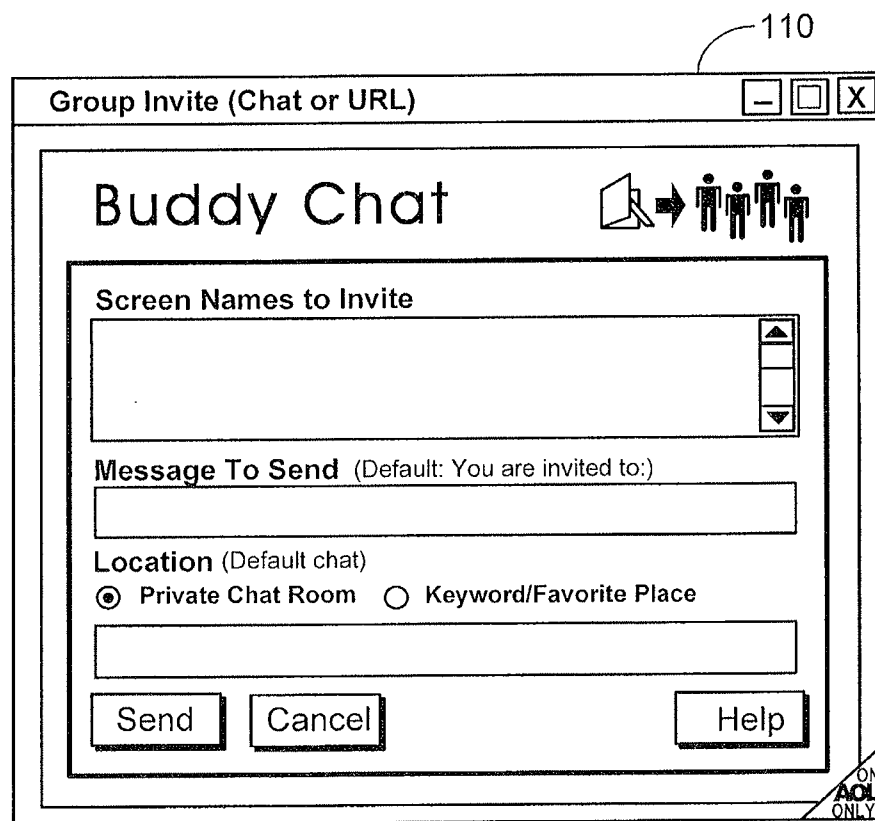 110
Group Invite (Chat or URL)
Buddy Chat
Screen Names to Invite
Message To Send (Default: You are invited to:)
Location (Default chat)
Private Chat Room Keyword/Favorite Place
Send Cancel Help
ON
AOL
ONLY